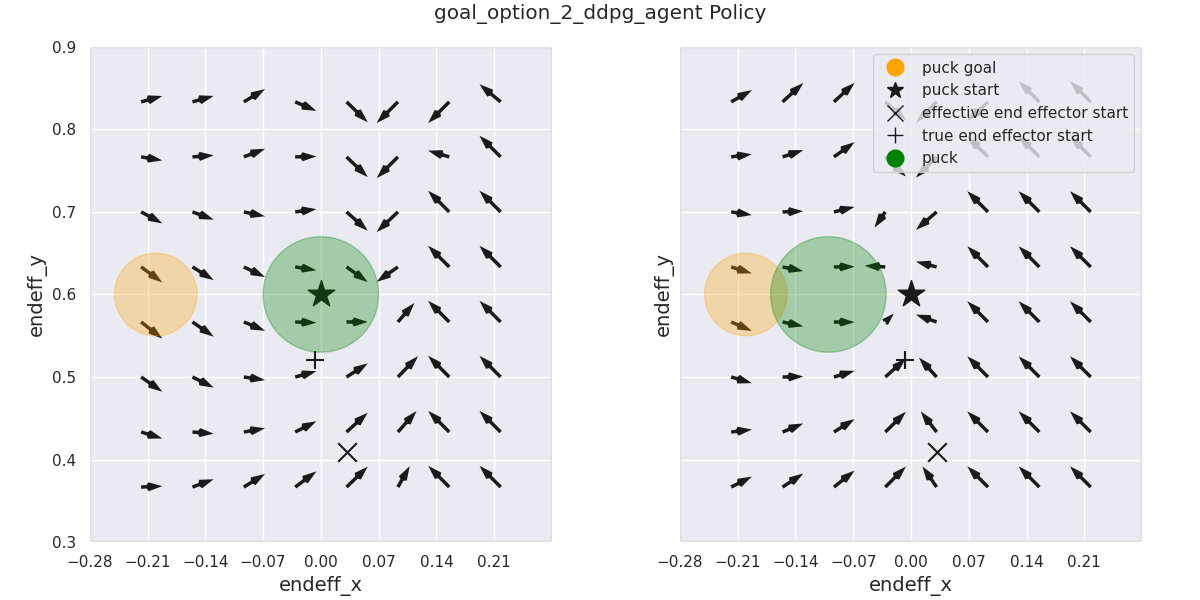 goal_option_2_ddpg_agent Policy
endeff_y
0.9
0.8
0.7
0.6
0.5
0.4
0.3
−0.28 −0.21 −0.14 −0.07 0.00 0.07 0.14 0.21
endeff_x
endeff_y
puck goal
puck start
effective end effector start
true end effector start
puck
−0.28 −0.21 −0.14 −0.07 0.00 0.07 0.14 0.21
endeff_x